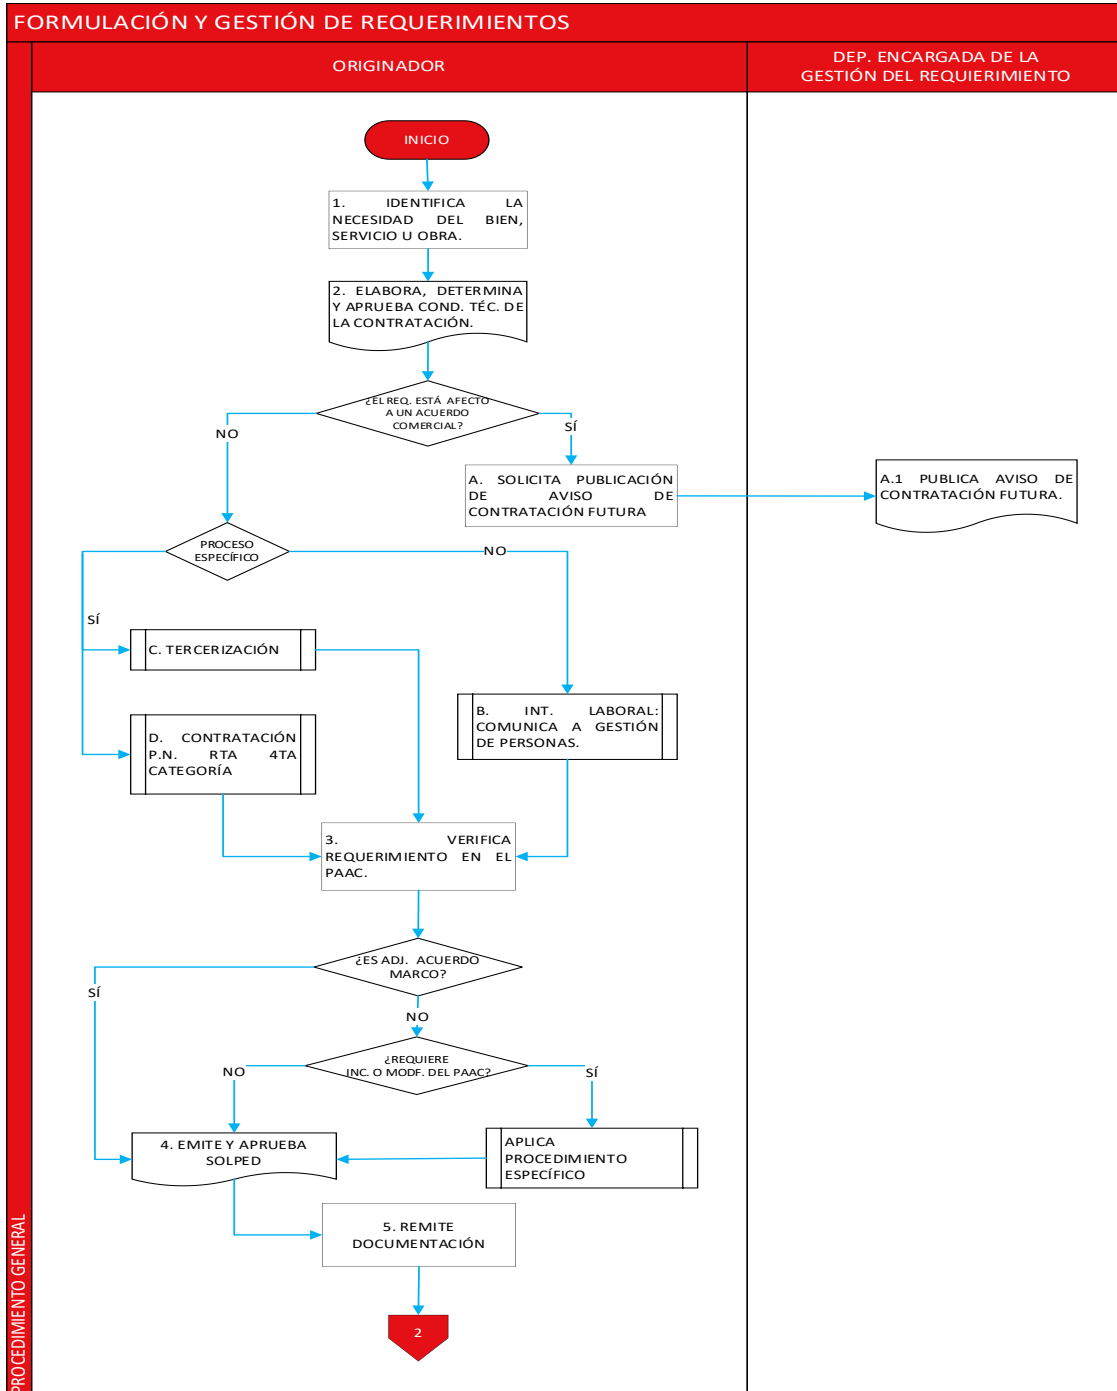 FORMULACIÓN Y GESTIÓN DE REQUERIMIENTOS
ORIGINADOR
DEP. ENCARGADA DE LA
GESTIÓN DEL REQUIERIMIENTO
INICIO
1. IDENTIFICA LA
NECESIDAD DEL BIEN,
SERVICIO U OBRA.
2. ELABORA, DETERMINA
Y APRUEBA COND. TÉC. DE
LA CONTRATACIÓN.
¿EL REQ. ESTÁ AFECTO
A UN ACUERDO
COMERCIAL?
NO
SÍ
A. SOLICITA PUBLICACIÓN
DE AVISO DE
CONTRATACIÓN FUTURA
A.1 PUBLICA AVISO DE
CONTRATACIÓN FUTURA.
PROCESO
ESPECÍFICO
NO
SÍ
C. TERCERIZACIÓN
B. INT. LABORAL:
COMUNICA A GESTIÓN
DE PERSONAS.
D. CONTRATACIÓN
P.N. RTA 4TA
CATEGORÍA
3. VERIFICA
REQUERIMIENTO EN EL
PAAC.
¿ES ADJ. ACUERDO
MARCO?
SÍ
NO
¿REQUIERE
INC. O MODF. DEL PAAC?
NO
SÍ
4. EMITE Y APRUEBA
SOLPED
APLICA
PROCEDIMIENTO
ESPECÍFICO
5. REMITE
DOCUMENTACIÓN
2
PROCEDIMIENTO GENERAL